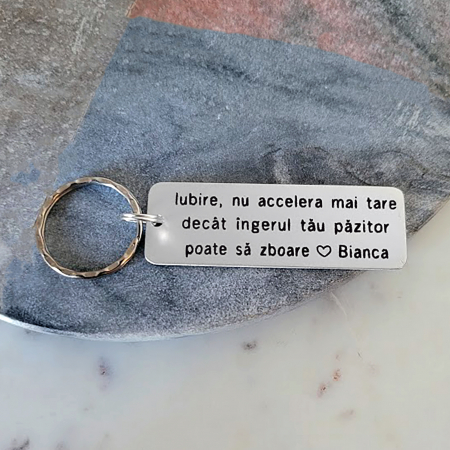 Iubire, nu accelera mai tare
decât îngerul tău păzitor
poate să zboare ♡ Bianca